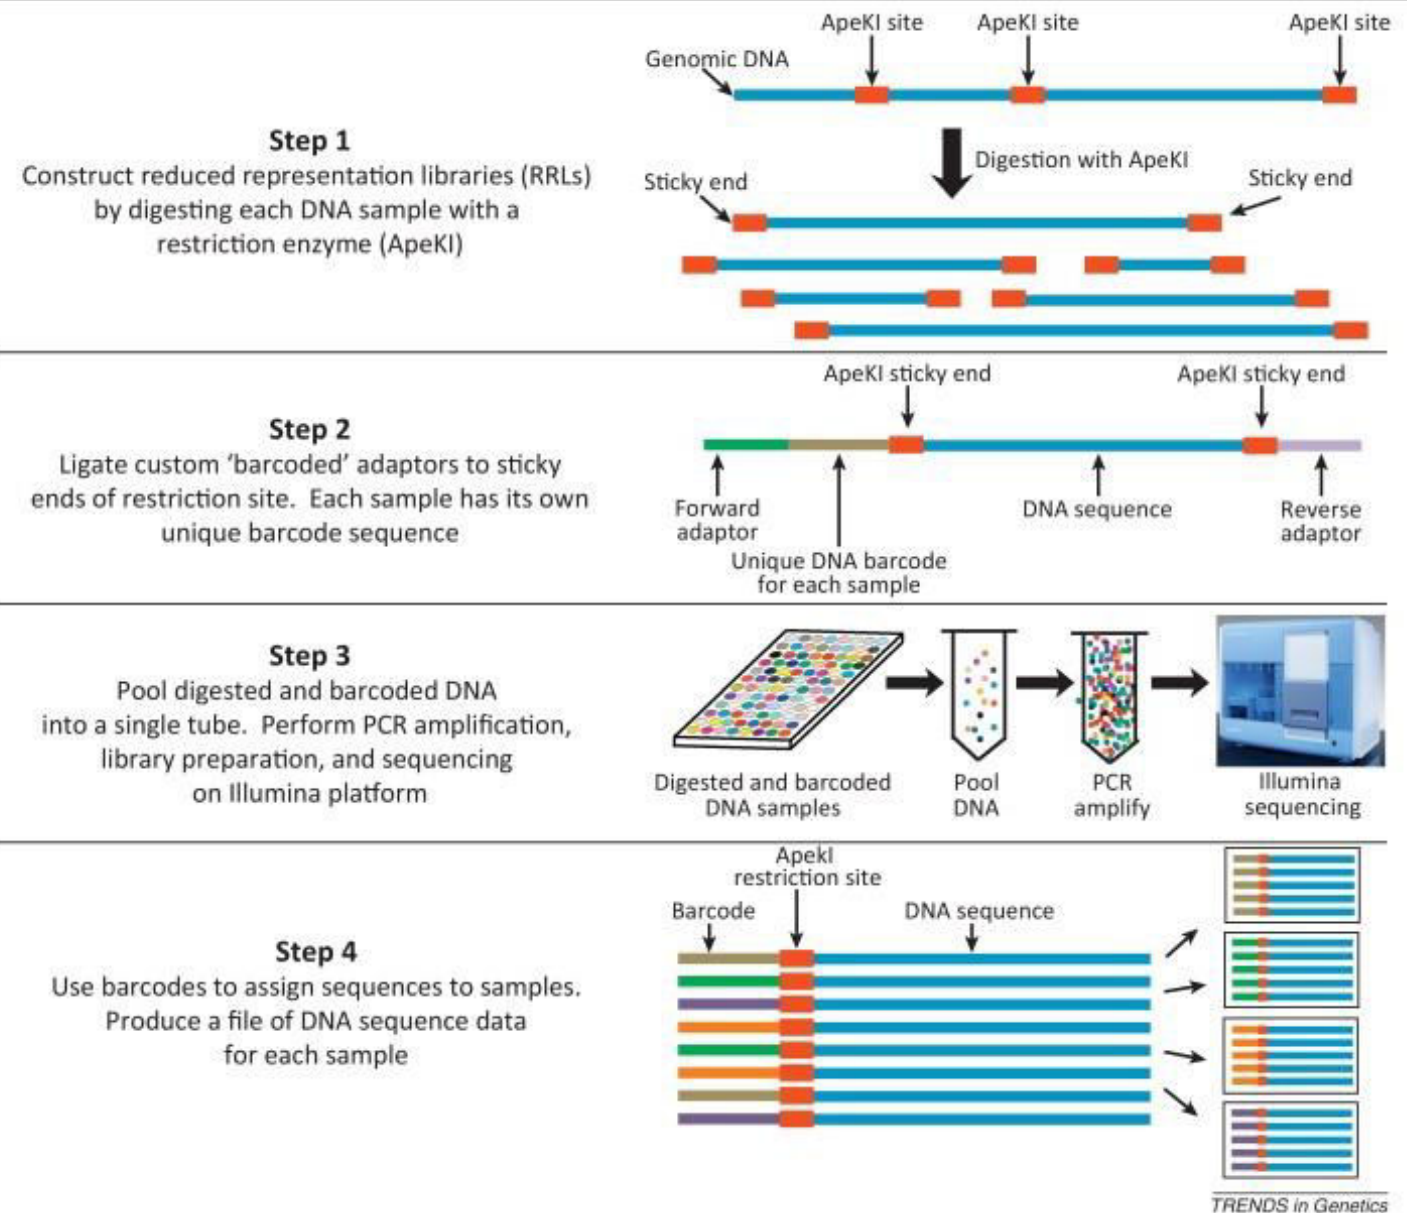 ApeKI site
ApeKI site
ApeKI site
Genomic DNA
Step 1
Construct reduced representation libraries (RRLs)
by digesting each DNA sample with a
restriction enzyme (ApeKI)
Digestion with ApeKI
Sticky end
Sticky end
ApeKI sticky end
ApeKI sticky end
Step 2
Ligate custom ‘barcoded’ adaptors to sticky
ends of restriction site.  Each sample has its own
unique barcode sequence
Forward
adaptor
Unique DNA barcode
for each sample
DNA sequence
Reverse
adaptor
Step 3
Pool digested and barcoded DNA
into a single tube.  Perform PCR amplification,
library preparation, and sequencing
on Illumina platform
Digested and barcoded
DNA samples
Pool
DNA
PCR
amplify
Illumina
sequencing
ApekI
restriction site
Barcode
DNA sequence
Step 4
Use barcodes to assign sequences to samples.
Produce a file of DNA sequence data
for each sample
TRENDS in Genetics